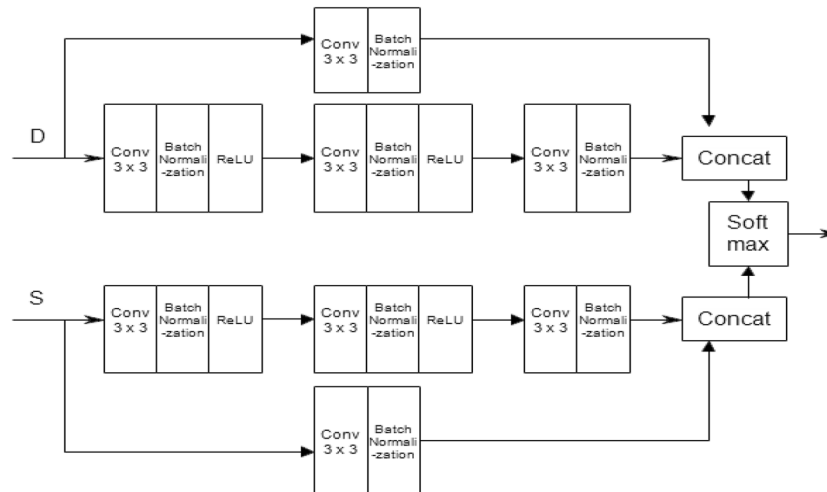 Conv
3 x 3
Batch
Normali
-zation
D
Conv
3 x 3
Batch
Normali
-zation
ReLU
Conv
3 x 3
Batch
Normali
-zation
ReLU
Conv
3 x 3
Batch
Normali
-zation
Concat
Soft
max
S
Conv
3 x 3
Batch
Normali
-zation
ReLU
Conv
3 x 3
Batch
Normali
-zation
ReLU
Conv
3 x 3
Batch
Normali
-zation
Concat
Conv
3 x 3
Batch
Normali
-zation